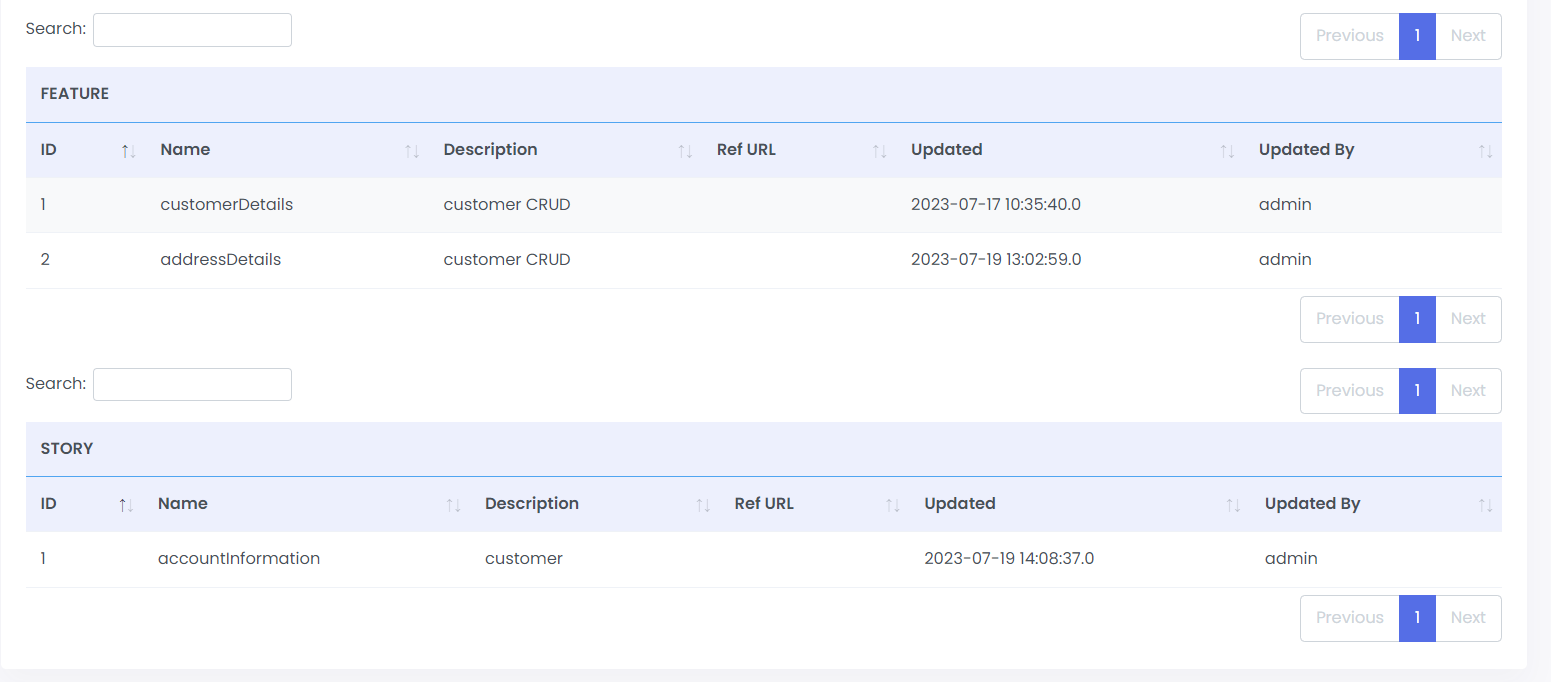 Search: Previous 1 Next
FEATURE
ID Name Description Ref URL Updated Updated By
1 customerDetails customer CRUD 2023-07-17 10:35:40.0 admin
2 addressDetails customer CRUD 2023-07-19 13:02:59.0 admin
Previous 1 Next
Search: Previous 1 Next
STORY
ID Name Description Ref URL Updated Updated By
1 accountInformation customer 2023-07-19 14:08:37.0 admin
Previous 1 Next